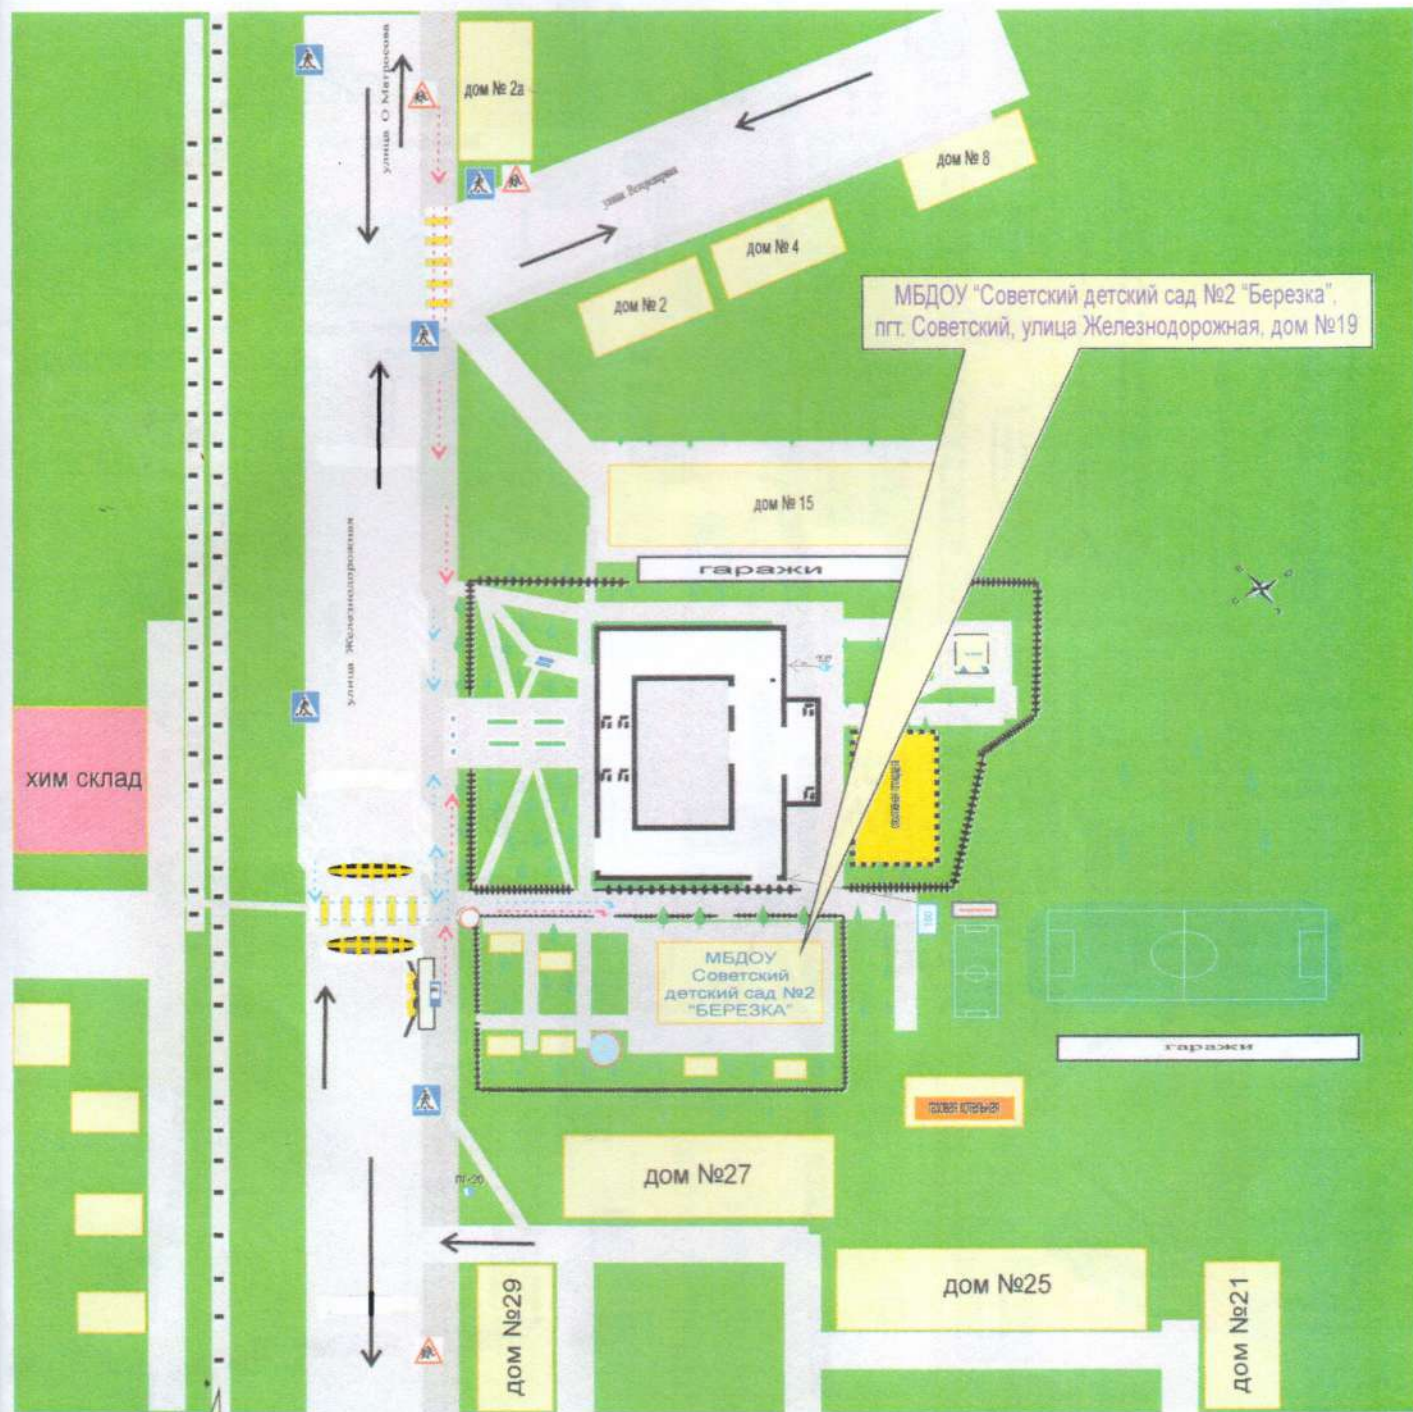 улица О Матросова
дом № 2а
дом № 8
дом № 4
дом № 2
МБДОУ "Советский детский сад №2 "Березка",
пгт. Советский, улица Железнодорожная, дом №19
дом № 15
гаражи
улица Железнодорожная
хим склад
МБДОУ
Советский
детский сад №2
"БЕРЕЗКА"
гаражи
газовая котельная
дом №27
дом №25
дом №29
дом №21